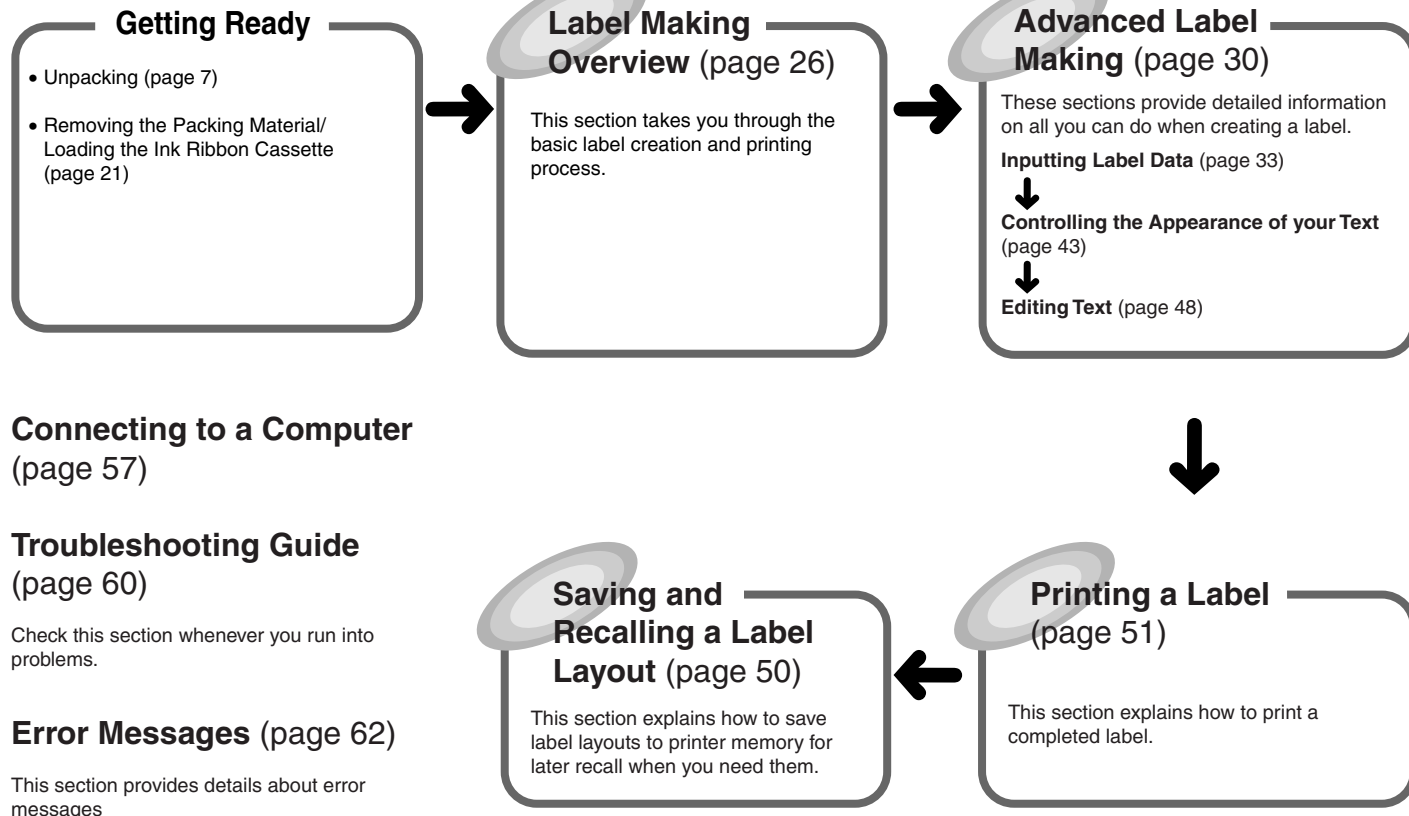 Getting Ready
• Unpacking (page 7)
• Removing the Packing Material/
Loading the Ink Ribbon Cassette
(page 21)
Label Making
Overview (page 26)
This section takes you through the
basic label creation and printing
process.
Advanced Label
Making (page 30)
These sections provide detailed information
on all you can do when creating a label.
Inputting Label Data (page 33)
Controlling the Appearance of your Text
(page 43)
Editing Text (page 48)
Printing a Label
(page 51)
This section explains how to print a
completed label.
Saving and
Recalling a Label
Layout (page 50)
This section explains how to save
label layouts to printer memory for
later recall when you need them.
Connecting to a Computer
(page 57)
Troubleshooting Guide
(page 60)
Check this section whenever you run into
problems.
Error Messages (page 62)
This section provides details about error
messages